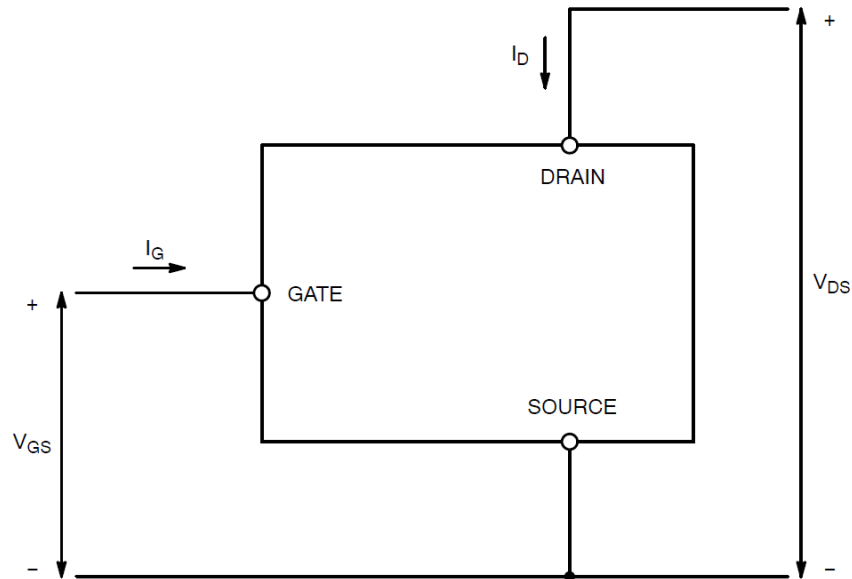 +
I_D
DRAIN
I_G
V_DS
GATE
+
SOURCE
V_GS
−
−